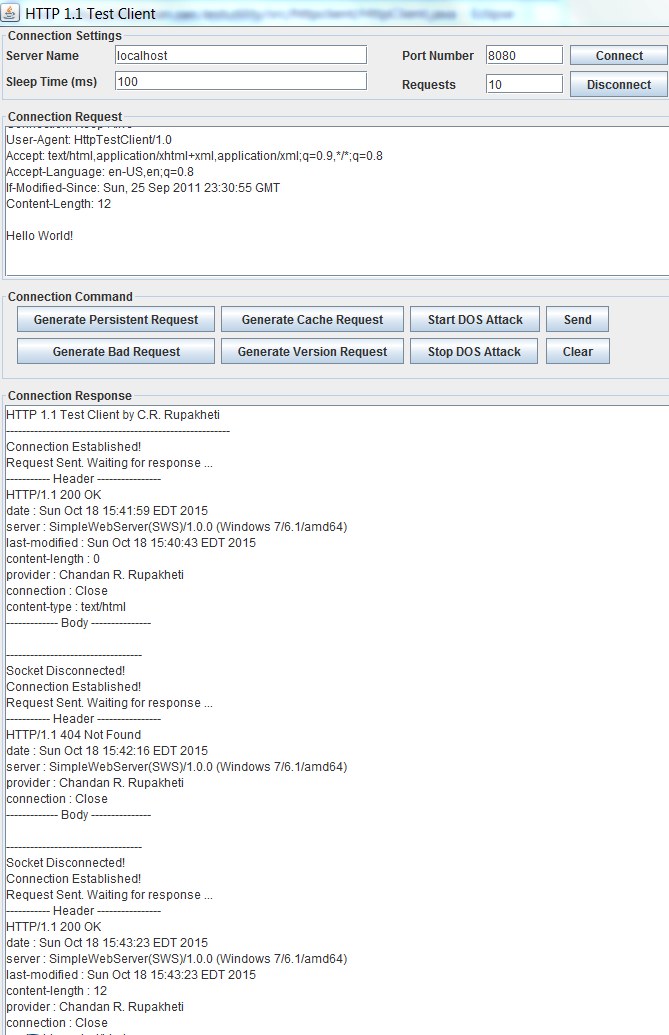 HTTP 1.1 Test Client
Connection Settings
Server Name localhost Port Number 8080 Connect
Sleep Time (ms) 100 Requests 10 Disconnect
Connection Request
User-Agent: HttpTestClient/1.0
Accept: text/html,application/xhtml+xml,application/xml;q=0.9,*/*;q=0.8
Accept-Language: en-US,en;q=0.8
If-Modified-Since: Sun, 25 Sep 2011 23:30:55 GMT
Content-Length: 12
Hello World!
Connection Command
Generate Persistent Request Generate Cache Request Start DOS Attack Send
Generate Bad Request Generate Version Request Stop DOS Attack Clear
Connection Response
HTTP 1.1 Test Client by C.R. Rupakheti
--------------------------------------------------------
Connection Established!
Request Sent. Waiting for response ...
----------- Header ----------------
HTTP/1.1 200 OK
date : Sun Oct 18 15:41:59 EDT 2015
server : SimpleWebServer(SWS)/1.0.0 (Windows 7/6.1/amd64)
last-modified : Sun Oct 18 15:40:43 EDT 2015
content-length : 0
provider : Chandan R. Rupakheti
connection : Close
content-type : text/html
------------- Body ---------------
----------------------------------
Socket Disconnected!
Connection Established!
Request Sent. Waiting for response ...
----------- Header ----------------
HTTP/1.1 404 Not Found
date : Sun Oct 18 15:42:16 EDT 2015
server : SimpleWebServer(SWS)/1.0.0 (Windows 7/6.1/amd64)
provider : Chandan R. Rupakheti
connection : Close
------------- Body ---------------
----------------------------------
Socket Disconnected!
Connection Established!
Request Sent. Waiting for response ...
----------- Header ----------------
HTTP/1.1 200 OK
date : Sun Oct 18 15:43:23 EDT 2015
server : SimpleWebServer(SWS)/1.0.0 (Windows 7/6.1/amd64)
last-modified : Sun Oct 18 15:43:23 EDT 2015
content-length : 12
provider : Chandan R. Rupakheti
connection : Close